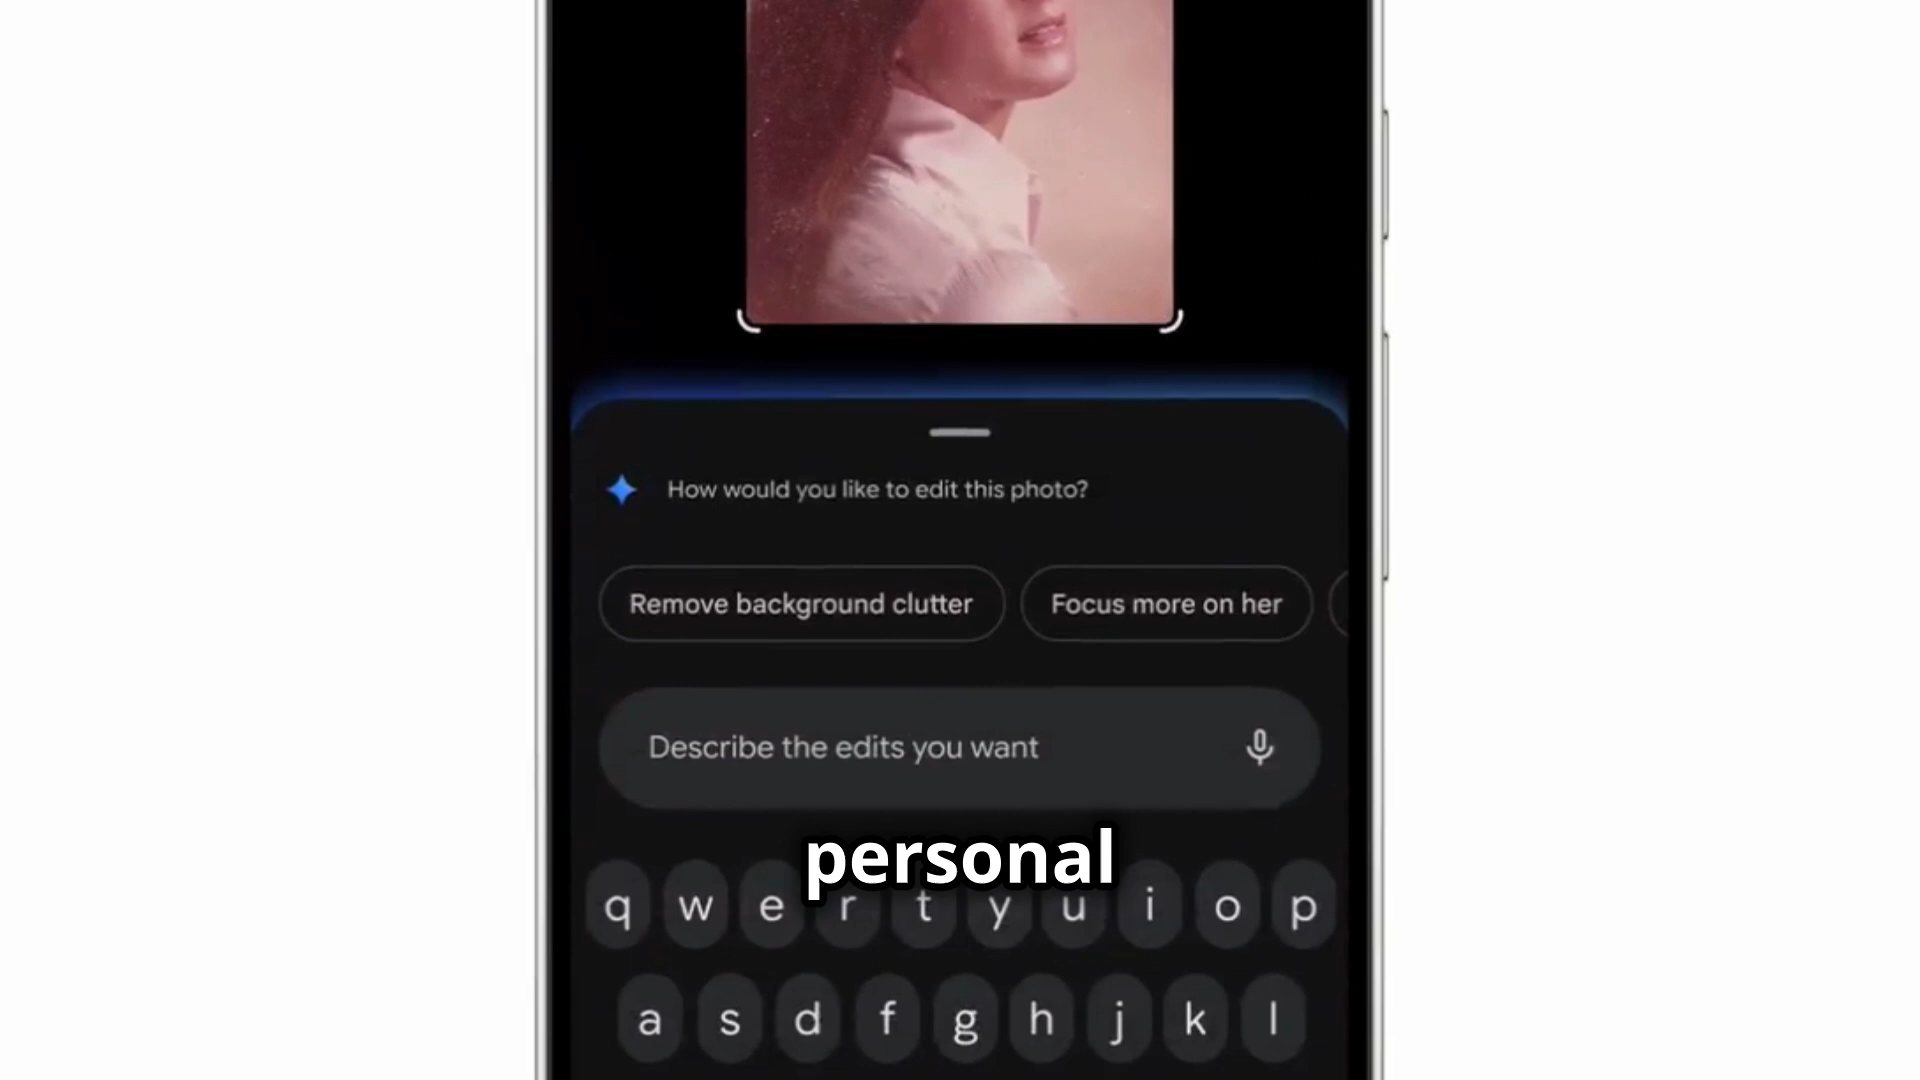 How would you like to edit this photo?
Remove background clutter Focus more on her
Describe the edits you want
personal
q w e r t y u i o p
a s d f g h j k l